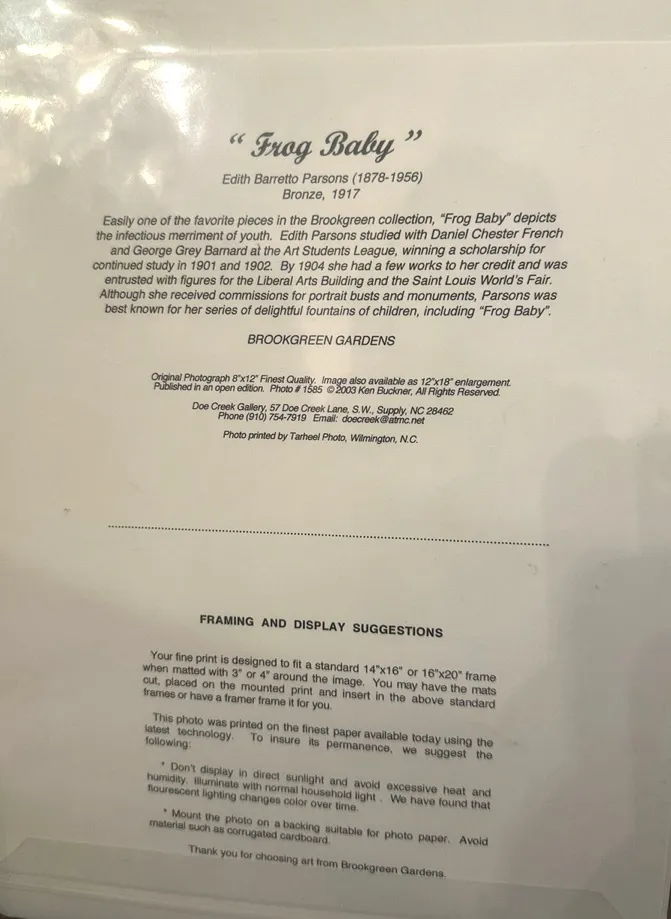 “ Frog Baby ”
Edith Barretto Parsons (1878-1956)
Bronze, 1917
Easily one of the favorite pieces in the Brookgreen collection, “Frog Baby” depicts
the infectious merriment of youth. Edith Parsons studied with Daniel Chester French
and George Grey Barnard at the Art Students League, winning a scholarship for
continued study in 1901 and 1902. By 1904 she had a few works to her credit and was
entrusted with figures for the Liberal Arts Building and the Saint Louis World's Fair.
Although she received commissions for portrait busts and monuments, Parsons was
best known for her series of delightful fountains of children, including “Frog Baby”.
BROOKGREEN GARDENS
Original Photograph 8"x12" Finest Quality. Image also available as 12"x18" enlargement.
Published in an open edition. Photo # 1585 © 2003 Ken Buckner, All Rights Reserved.
Doe Creek Gallery, 57 Doe Creek Lane, S.W., Supply, NC 28462
Phone (910) 754-7919 Email: doecreek@atmc.net
Photo printed by Tarheel Photo, Wilmington, N.C.
FRAMING AND DISPLAY SUGGESTIONS
Your fine print is designed to fit a standard 14"x16" or 16"x20" frame
when matted with 3" or 4" around the image. You may have the mats
cut, placed on the mounted print and insert in the above standard
frames or have a framer frame it for you.
This photo was printed on the finest paper available today using the
latest technology. To insure its permanence, we suggest the
following:
* Don't display in direct sunlight and avoid excessive heat and
humidity. Illuminate with normal household light . We have found that
flourescent lighting changes color over time.
* Mount the photo on a backing suitable for photo paper. Avoid
material such as corrugated cardboard.
Thank you for choosing art from Brookgreen Gardens.